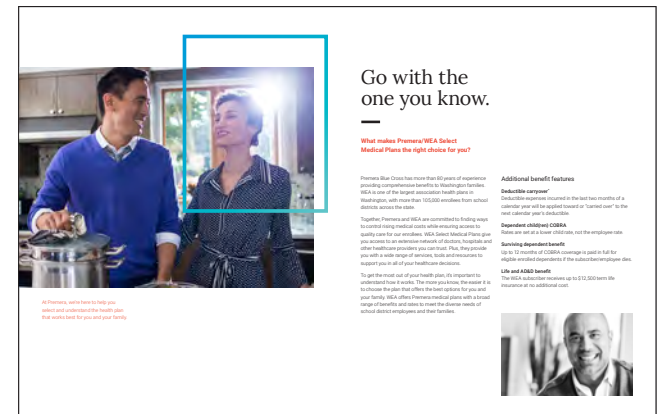 Go with the
one you know.
What makes Premera/WEA Select
Medical Plans the right choice for you?
Premera Blue Cross has more than 80 years of experience
providing comprehensive benefits to Washington families.
WEA is one of the largest association health plans in
Washington, with more than 105,000 enrollees from school
districts across the state.
Together, Premera and WEA are committed to finding ways
to control rising medical costs while ensuring access to
quality care for our enrollees. WEA Select Medical Plans give
you access to an extensive network of doctors, hospitals and
other healthcare providers you can trust. Plus, they provide
you with a wide range of services, tools and resources to
support you in all of your healthcare decisions.
To get the most out of your health plan, it's important to
understand how it works. The more you know, the easier it is
to choose the plan that offers the best options for you and
your family. WEA offers Premera medical plans with a broad
range of benefits and rates to meet the diverse needs of
school district employees and their families.
Additional benefit features
Deductible carryover*
Deductible expenses incurred in the last two months of a
calendar year will be applied toward or "carried over" to the
next calendar year's deductible.
Dependent child(ren) COBRA
Rates are set at a lower child rate, not the employee rate.
Surviving dependent benefit
Up to 12 months of COBRA coverage is paid in full for
eligible enrolled dependents if the subscriber/employee dies.
Life and AD&D benefit
The WEA subscriber receives up to $12,500 term life
insurance at no additional cost.
At Premera, we're here to help you
select and understand the health plan
that works best for you and your family.